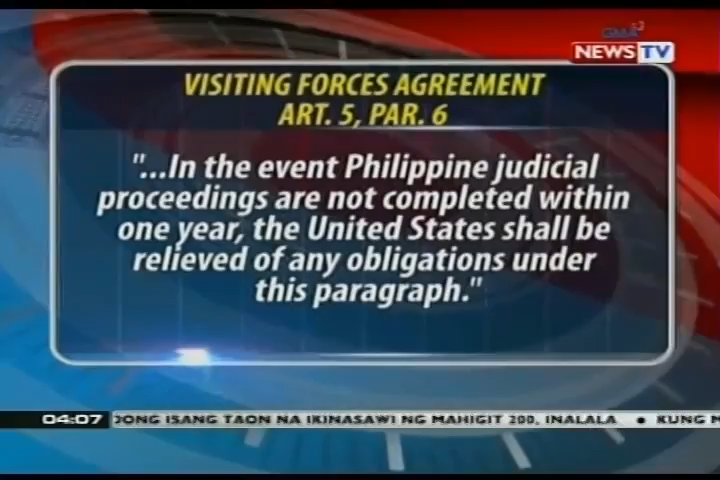 GMA
NEWS TV
VISITING FORCES AGREEMENT
ART. 5, PAR. 6
"...In the event Philippine judicial
proceedings are not completed within
one year, the United States shall be
relieved of any obligations under
this paragraph."
04:07 DONG ISANG TAON NA IKINASAWI NG MAHIGIT 200, INALALA ● KUNG